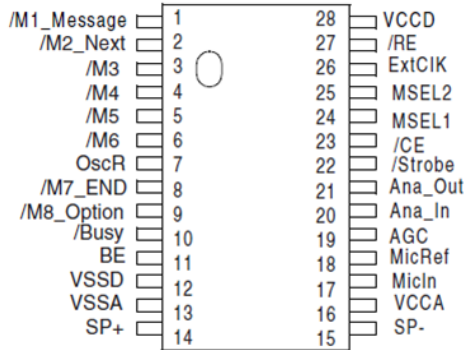 /M1_Message 1 28 VCCD
/M2_Next 2 27 /RE
/M3 3 26 ExtClK
/M4 4 25 MSEL2
/M5 5 24 MSEL1
/M6 6 23 /CE
OscR 7 22 /Strobe
/M7_END 8 21 Ana_Out
/M8_Option 9 20 Ana_In
/Busy 10 19 AGC
BE 11 18 MicRef
VSSD 12 17 MicIn
VSSA 13 16 VCCA
SP+ 14 15 SP-